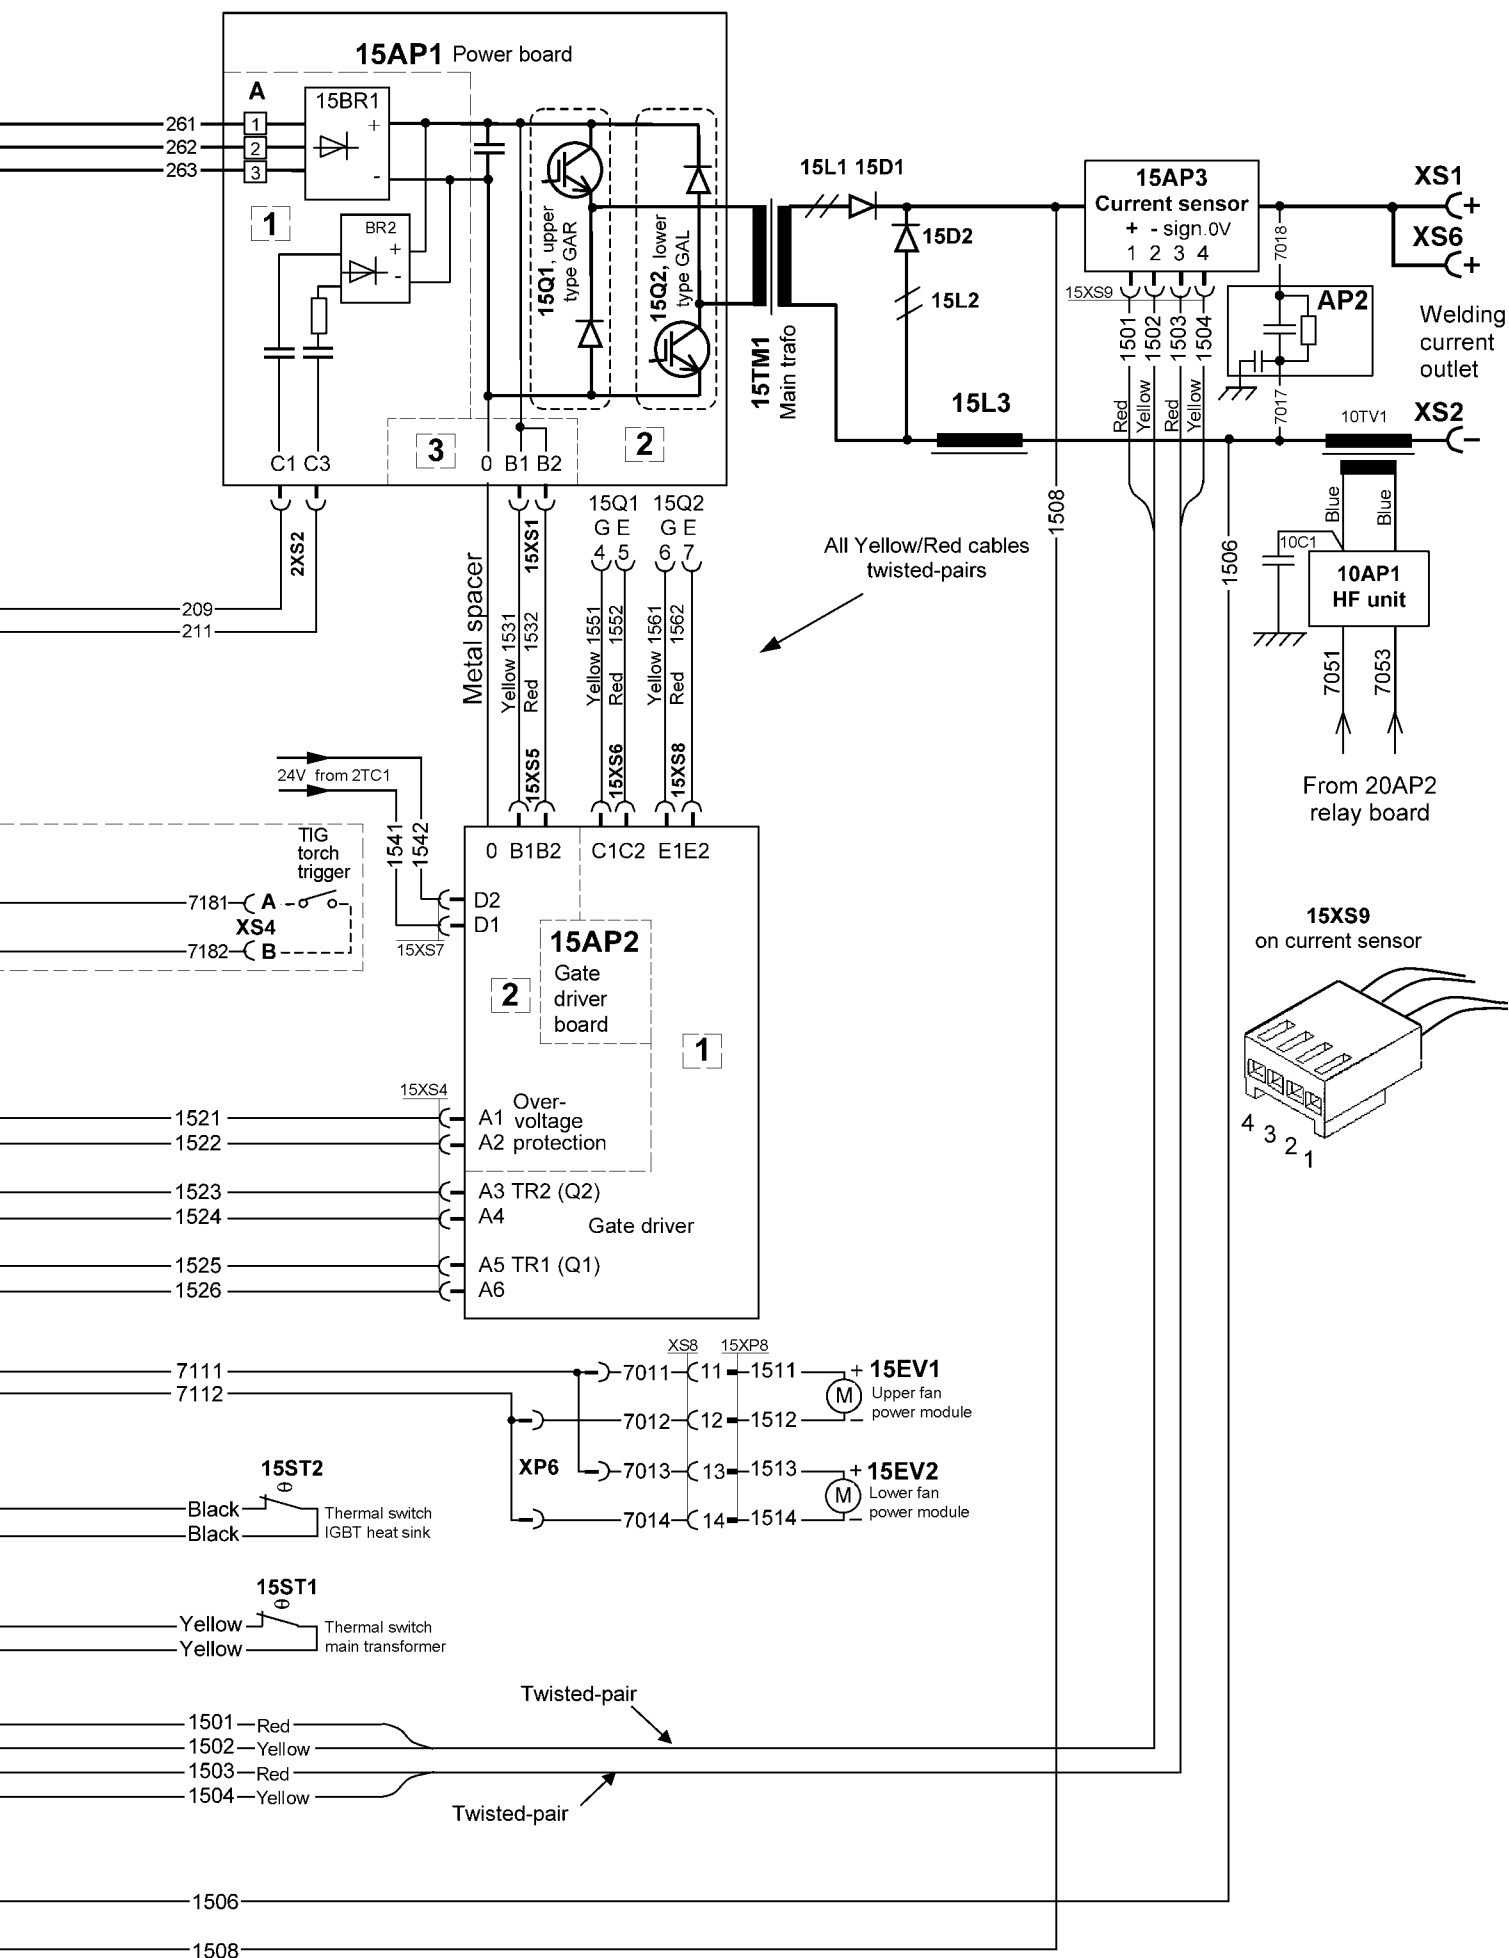 15AP1 Power board
A
15BR1
+
-
261
262
263
1
2
3
1
BR2
+
-
15Q1, upper
type GAR
15Q2, lower
type GAL
3
2
C1 C3
0 B1 B2
15TM1
Main trafo
15L1 15D1
15D2
15L2
15L3
15AP3
Current sensor
+ - sign.0V
1 2 3 4
15XS9
1501
1502
1503
1504
Red
Yellow
Red
Yellow
7018
AP2
7017
XS1
+
XS6
+
Welding
current
outlet
XS2
-
10TV1
Blue
Blue
10C1
10AP1
HF unit
7051
7053
From 20AP2
relay board
1508
1506
2XS2
209
211
Metal spacer
15XS1
Yellow 1531
Red 1532
15XS5
15Q1
G E
4 5
Yellow 1551
Red 1552
15XS6
15Q2
G E
6 7
Yellow 1561
Red 1562
15XS8
All Yellow/Red cables
twisted-pairs
24V from 2TC1
1541
1542
TIG
torch
trigger
7181
A
XS4
7182
B
15XS7
0 B1B2 C1C2 E1E2
D2
D1
15AP2
Gate
driver
board
2
1
15XS4
1521
1522
1523
1524
1525
1526
A1
A2
Over-
voltage
protection
A3 TR2 (Q2)
A4
Gate driver
A5 TR1 (Q1)
A6
15XS9
on current sensor
4
3
2
1
XS8
15XP8
7111
7112
7011
11
1511
+ 15EV1
M
Upper fan
power module
7012
12
1512
-
XP6
7013
13
1513
+ 15EV2
M
Lower fan
power module
7014
14
1514
-
15ST2
Black
Black
Thermal switch
IGBT heat sink
15ST1
Yellow
Yellow
Thermal switch
main transformer
Twisted-pair
1501 Red
1502 Yellow
1503 Red
1504 Yellow
Twisted-pair
1506
1508